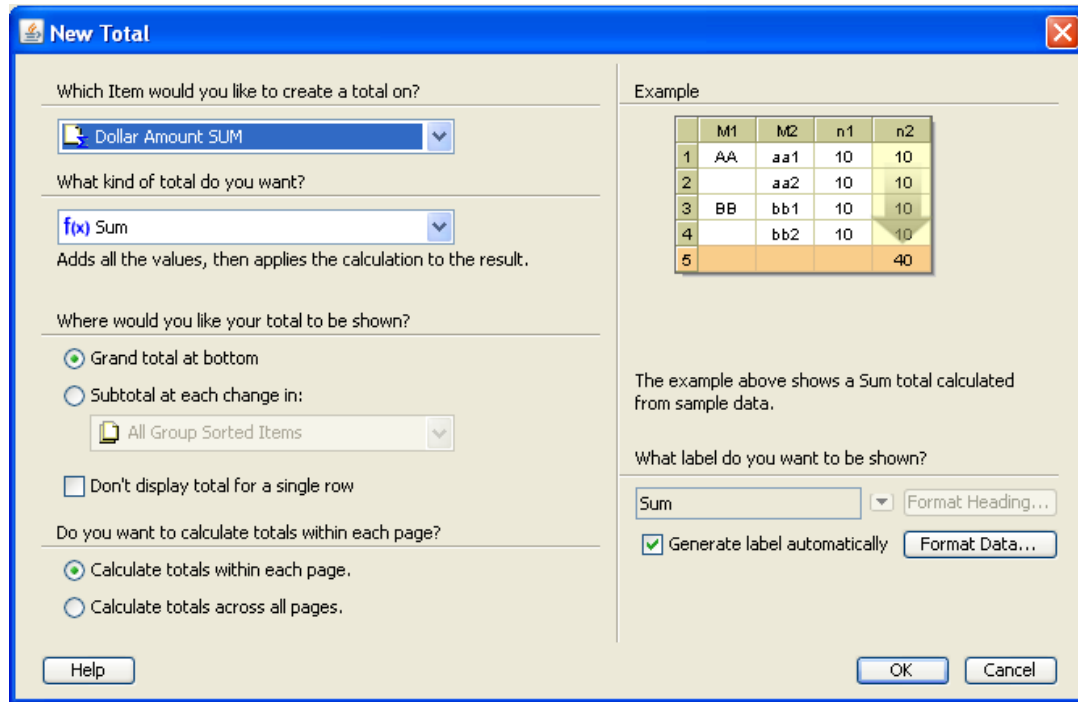 New Total
Which Item would you like to create a total on?
Dollar Amount SUM
What kind of total do you want?
f(x) Sum
Adds all the values, then applies the calculation to the result.
Where would you like your total to be shown?
Grand total at bottom
Subtotal at each change in:
All Group Sorted Items
Don't display total for a single row
Do you want to calculate totals within each page?
Calculate totals within each page.
Calculate totals across all pages.
Example
M1 M2 n1 n2
1 AA aa1 10 10
2 aa2 10 10
3 BB bb1 10 10
4 bb2 10 10
5 40
The example above shows a Sum total calculated
from sample data.
What label do you want to be shown?
Sum Format Heading...
Generate label automatically Format Data...
Help OK Cancel